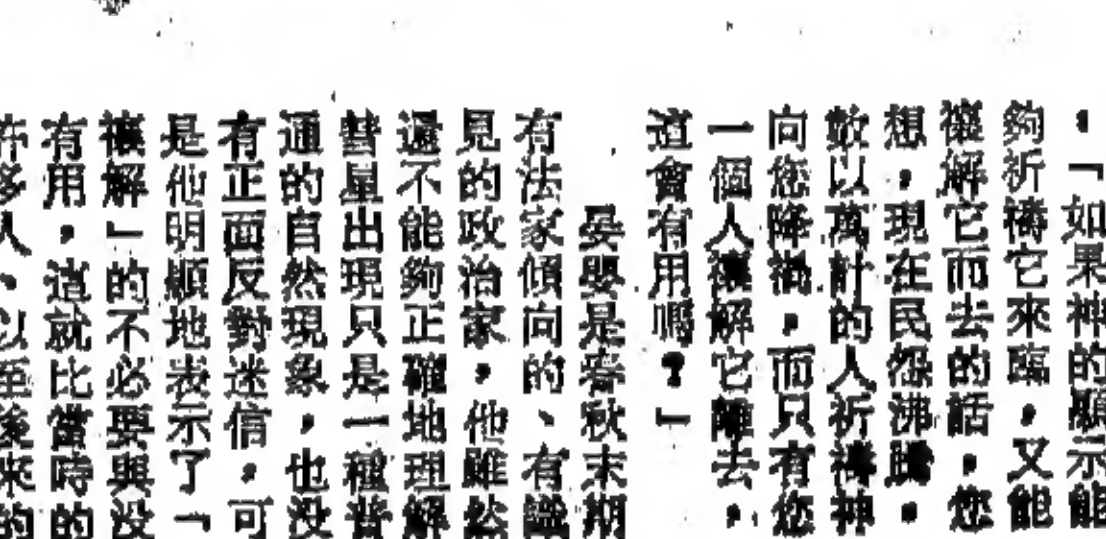 。「如果神的顯示能
夠祈禱它來臨，又能
禳解它而去的話，您
想，現在民怨沸騰，
數以萬計的人祈禱神
向您降禍，而只有您
一個人禳解它陣去，
這會有用嗎？」
晏嬰是春秋末期
有法家傾向的、有識
見的政治家，他雖然
還不能夠正確地理解
彗星出現只是一種普
通的自然現象，也没
有正面反對迷信，可
是他明顯地表示了「
禳解」的不必要與没
有用，這就比當時的
許多人、以至後來的